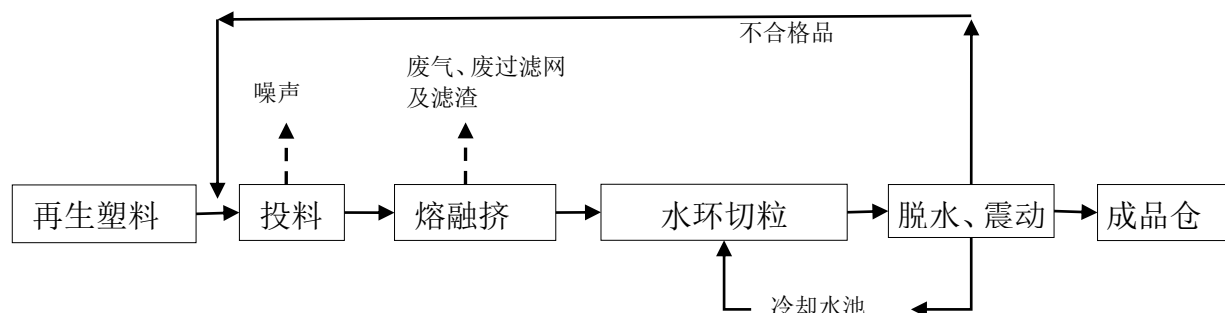 不合格品
废气、废过滤网
及滤渣
噪声
再生塑料
投料
熔融挤
水环切粒
脱水、震动
成品仓
冷却水池